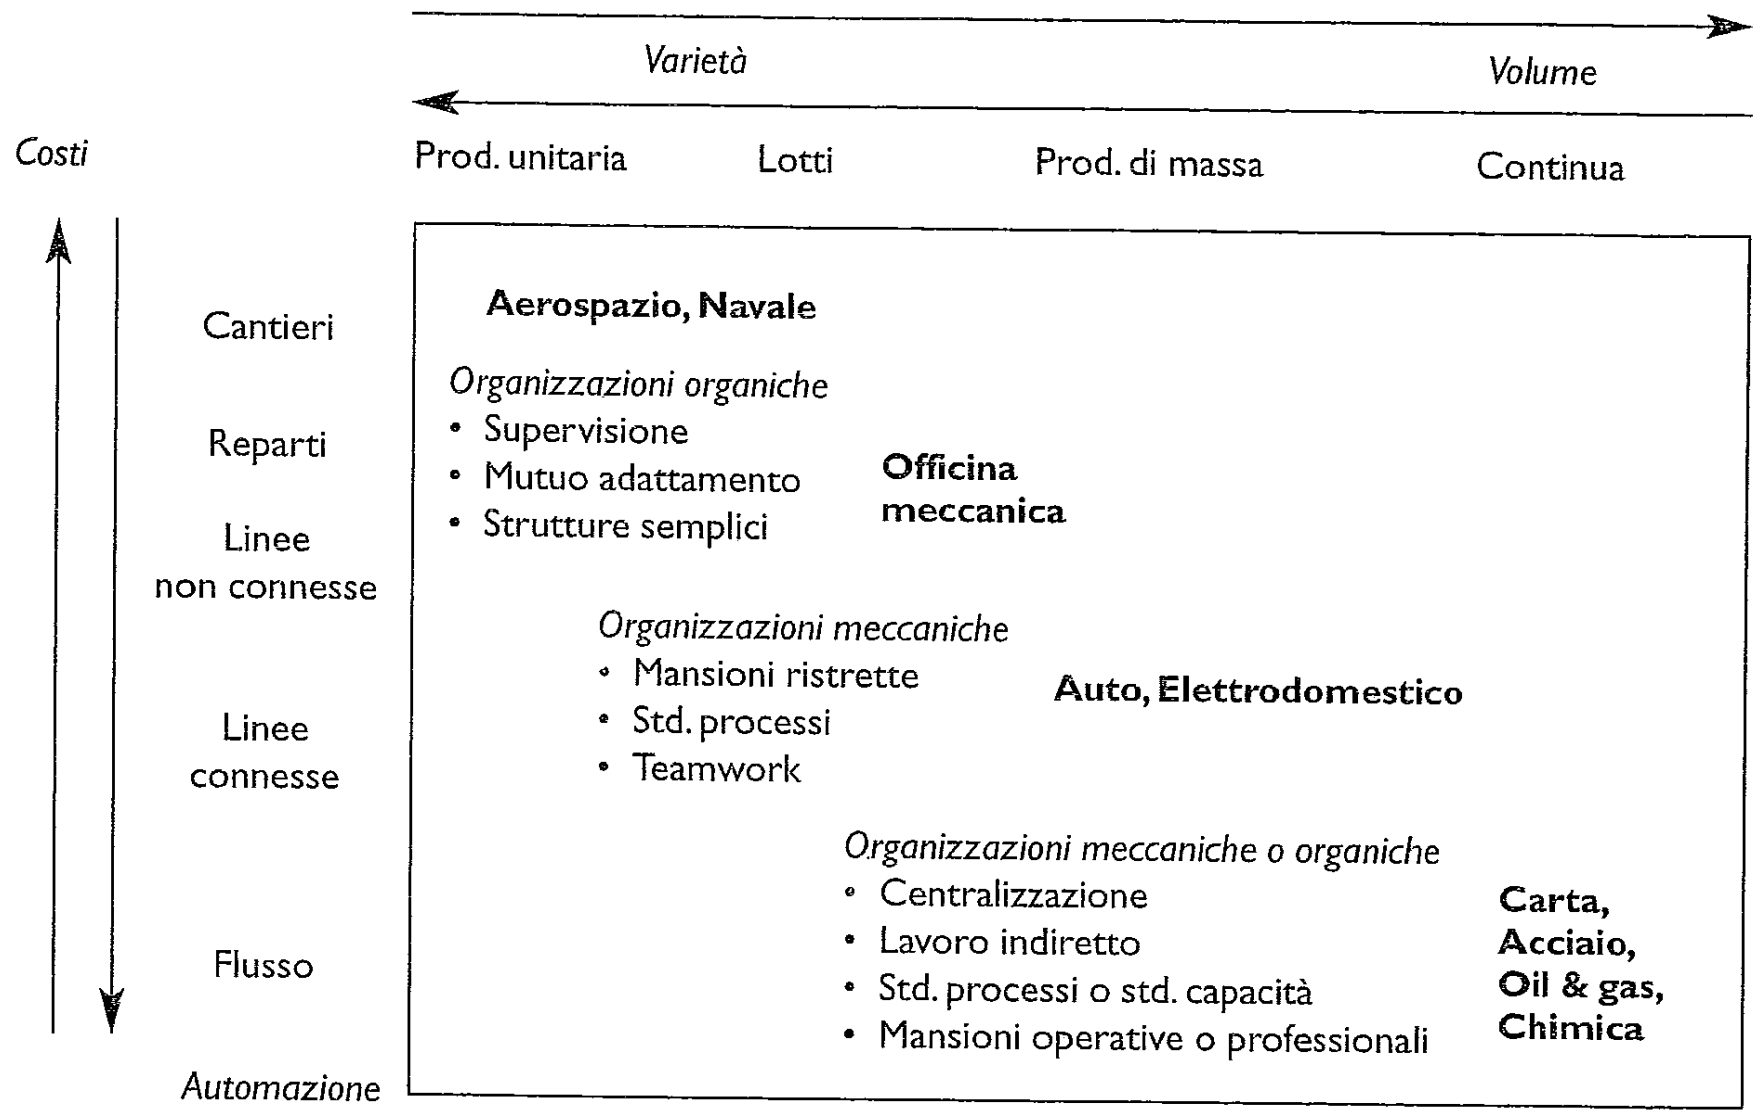 Varietà
Volume
Costi
Prod. unitaria
Lotti
Prod. di massa
Continua
Cantieri
Aerospazio, Navale
Organizzazioni organiche
• Supervisione
Reparti
• Mutuo adattamento
• Strutture semplici
Officina
meccanica
Linee
non connesse
Organizzazioni meccaniche
• Mansioni ristrette
• Std. processi
• Teamwork
Auto, Elettrodomestico
Linee
connesse
Organizzazioni meccaniche o organiche
• Centralizzazione
• Lavoro indiretto
• Std. processi o std. capacità
• Mansioni operative o professionali
Carta,
Acciaio,
Oil & gas,
Chimica
Flusso
Automazione